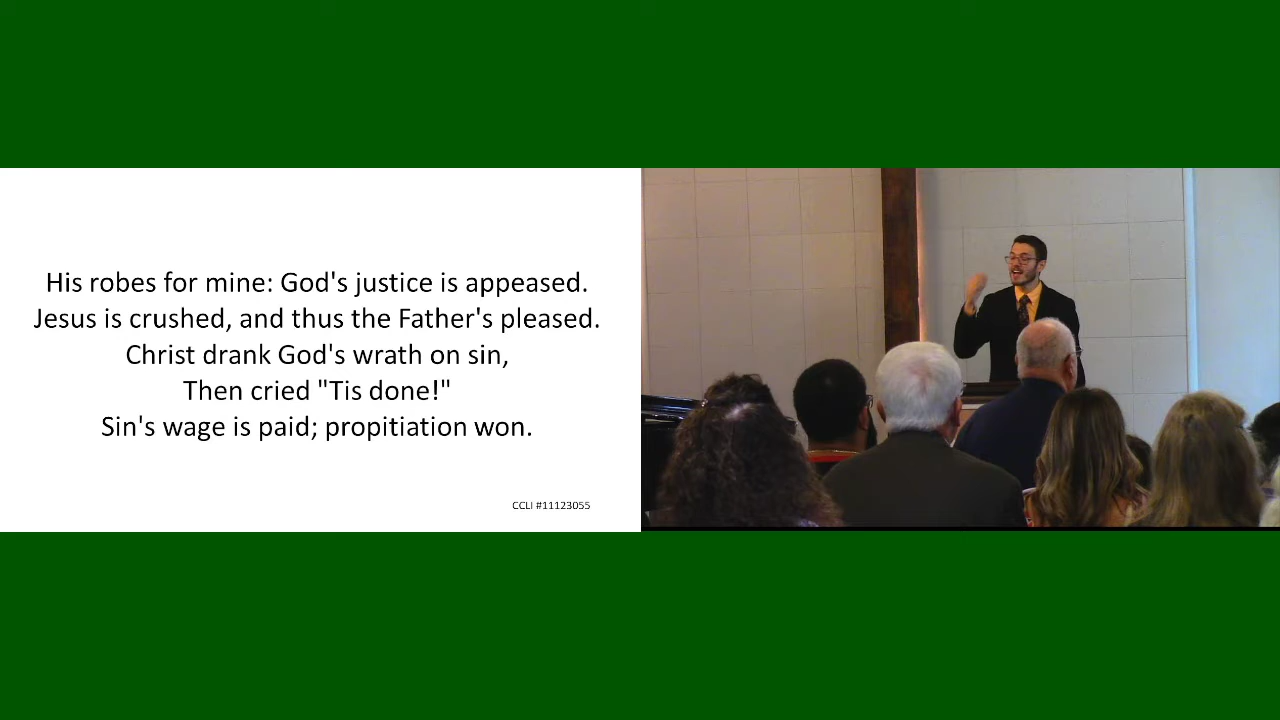 His robes for mine: God's justice is appeased.
Jesus is crushed, and thus the Father's pleased.
Christ drank God's wrath on sin,
Then cried "Tis done!"
Sin's wage is paid; propitiation won.
CCLI #11123055